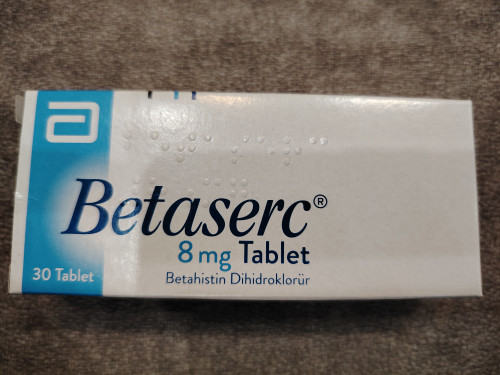 Betaserc®
8 mg Tablet
30 Tablet
Betahistin Dihidroklorür